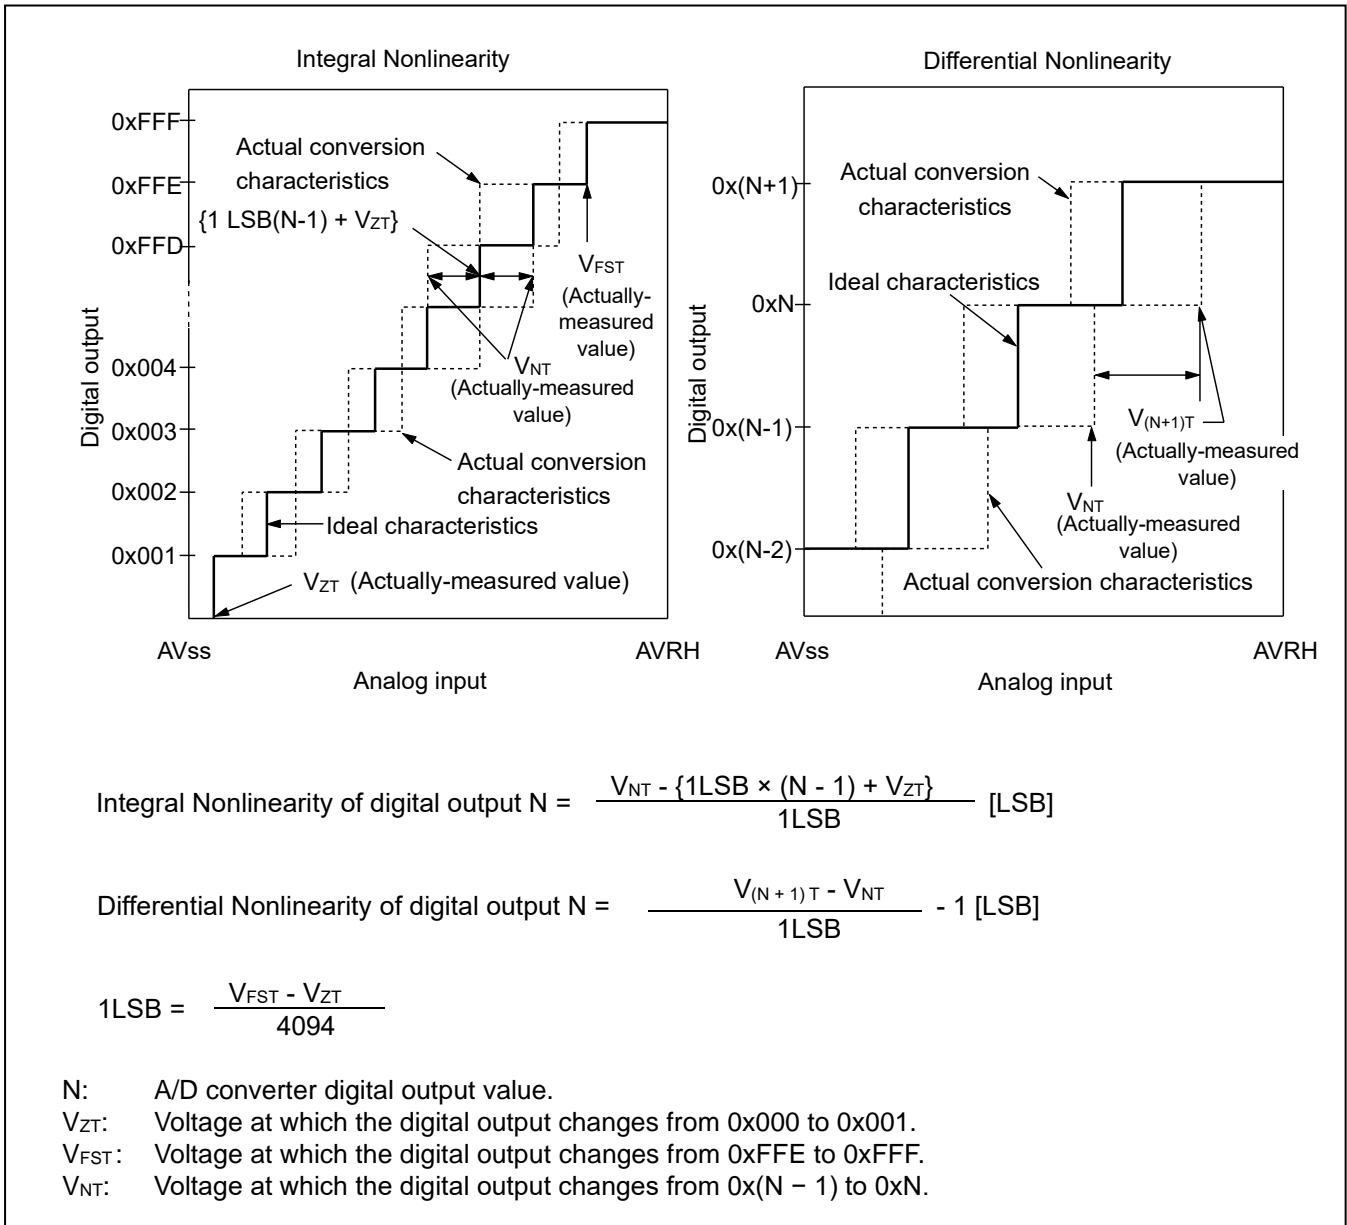 Integral Nonlinearity
0xFFF
0xFFE
0xFFD
0x004
0x003
0x002
0x001
Digital output
Actual conversion
characteristics
{1 LSB(N-1) + VZT}
VFST
(Actually-
measured
value)
VNT
(Actually-measured
value)
Actual conversion
characteristics
Ideal characteristics
VZT (Actually-measured value)
AVss
AVRH
Analog input
Differential Nonlinearity
0x(N+1)
0xN
0x(N-1)
0x(N-2)
Digital output
Actual conversion
characteristics
Ideal characteristics
V(N+1)T
(Actually-measured
value)
VNT
(Actually-measured
value)
Actual conversion characteristics
AVss
AVRH
Analog input
Integral Nonlinearity of digital output N = VNT - {1LSB × (N - 1) + VZT} / 1LSB [LSB]
Differential Nonlinearity of digital output N = V(N + 1) T - VNT / 1LSB - 1 [LSB]
1LSB = VFST - VZT / 4094
N: A/D converter digital output value.
VZT: Voltage at which the digital output changes from 0x000 to 0x001.
VFST: Voltage at which the digital output changes from 0xFFE to 0xFFF.
VNT: Voltage at which the digital output changes from 0x(N − 1) to 0xN.